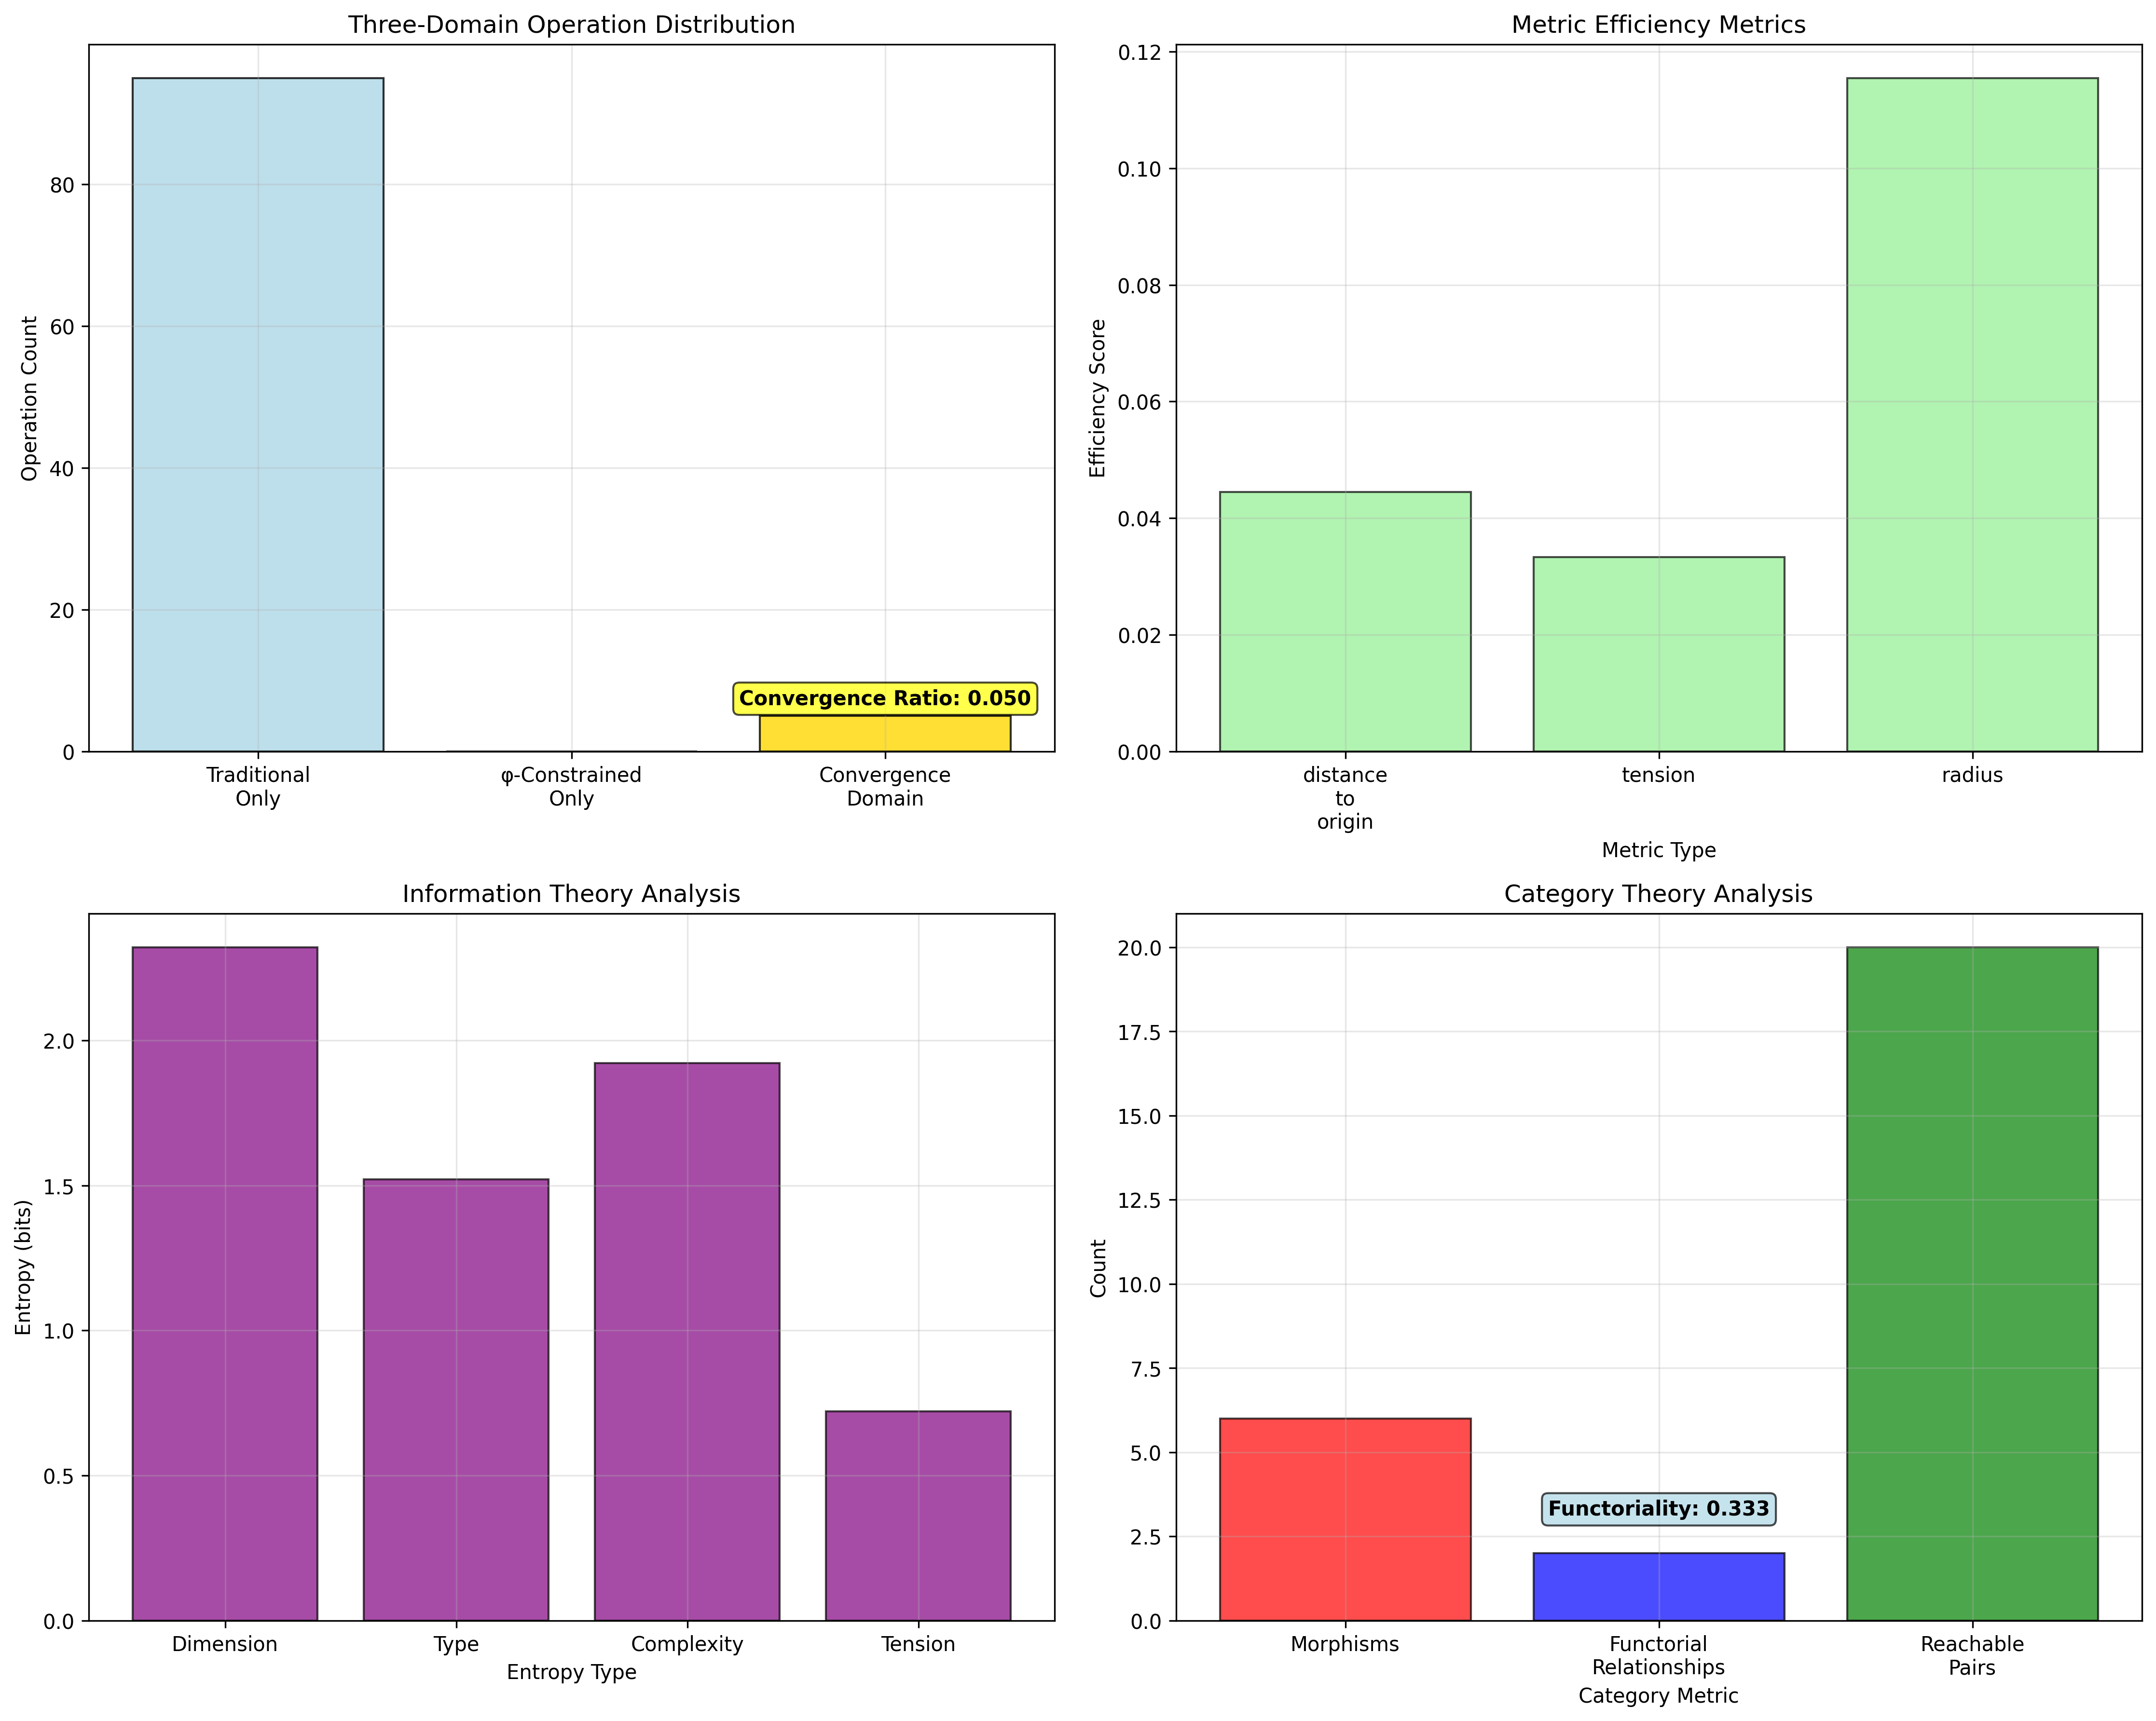 Three-Domain Operation Distribution
Operation Count
80
60
40
20
0
Convergence Ratio: 0.050
Traditional
Only
φ-Constrained
Only
Convergence
Domain
Metric Efficiency Metrics
Efficiency Score
0.12
0.10
0.08
0.06
0.04
0.02
0.00
distance
to
origin
tension
radius
Metric Type
Information Theory Analysis
Entropy (bits)
2.0
1.5
1.0
0.5
0.0
Dimension
Type
Complexity
Tension
Entropy Type
Category Theory Analysis
Count
20.0
17.5
15.0
12.5
10.0
7.5
5.0
2.5
0.0
Functoriality: 0.333
Morphisms
Functorial
Relationships
Reachable
Pairs
Category Metric